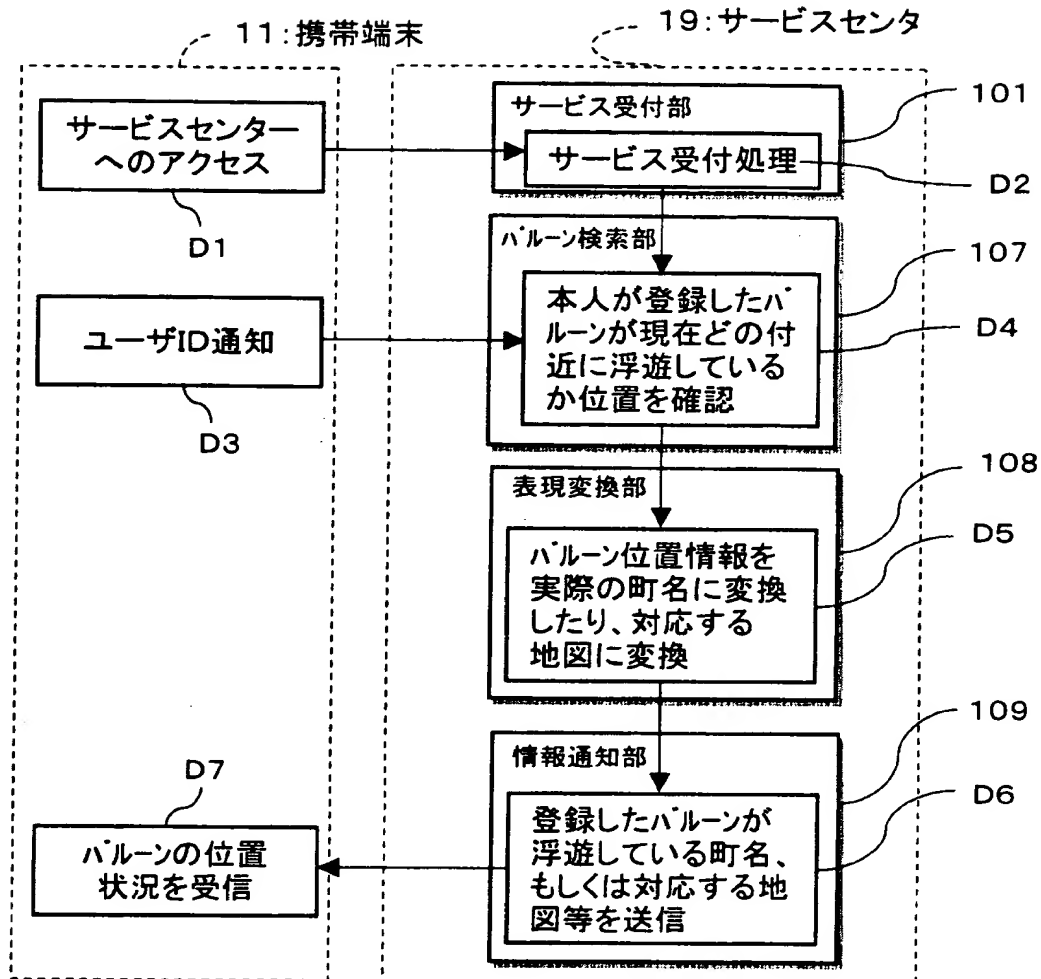 11:携帯端末
19:サービスセンタ
サービスセンター
へのアクセス
D1
サービス受付部
サービス受付処理
101
D2
バルーン検索部
107
ユーザID通知
D3
本人が登録したバ
ルーンが現在どの付
近に浮遊している
か位置を確認
D4
表現変換部
108
バルーン位置情報を
実際の町名に変換
したり、対応する
地図に変換
D5
情報通知部
109
D7
バルーンの位置
状況を受信
登録したバルーンが
浮遊している町名、
もしくは対応する地
図等を送信
D6